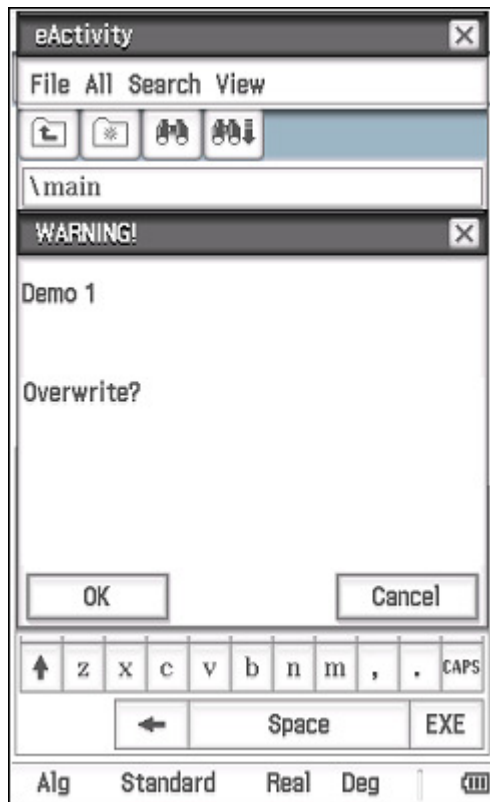 eActivity
File All Search View
\main
WARNING!
Demo 1
Overwrite?
OK Cancel
z x c v b n m , . CAPS
Space EXE
Alg Standard Real Deg